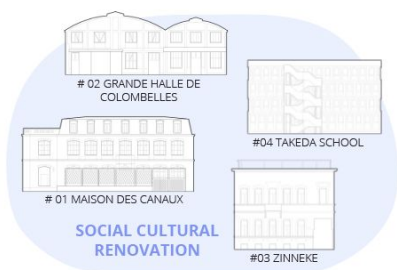 # 02 GRANDE HALLE DE
COLOMBELLES
#04 TAKEDA SCHOOL
# 01 MAISON DES CANAUX
SOCIAL CULTURAL
RENOVATION
#03 ZINNEKE